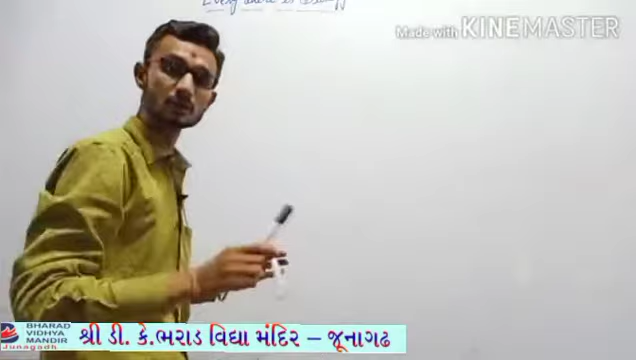 Made with KINEMASTER
BHARAD
VIDHYA
MANDIR
Junagadh
શ્રી ડી. કે.ભરાડ વિદ્યા મંદિર – જૂનાગઢ